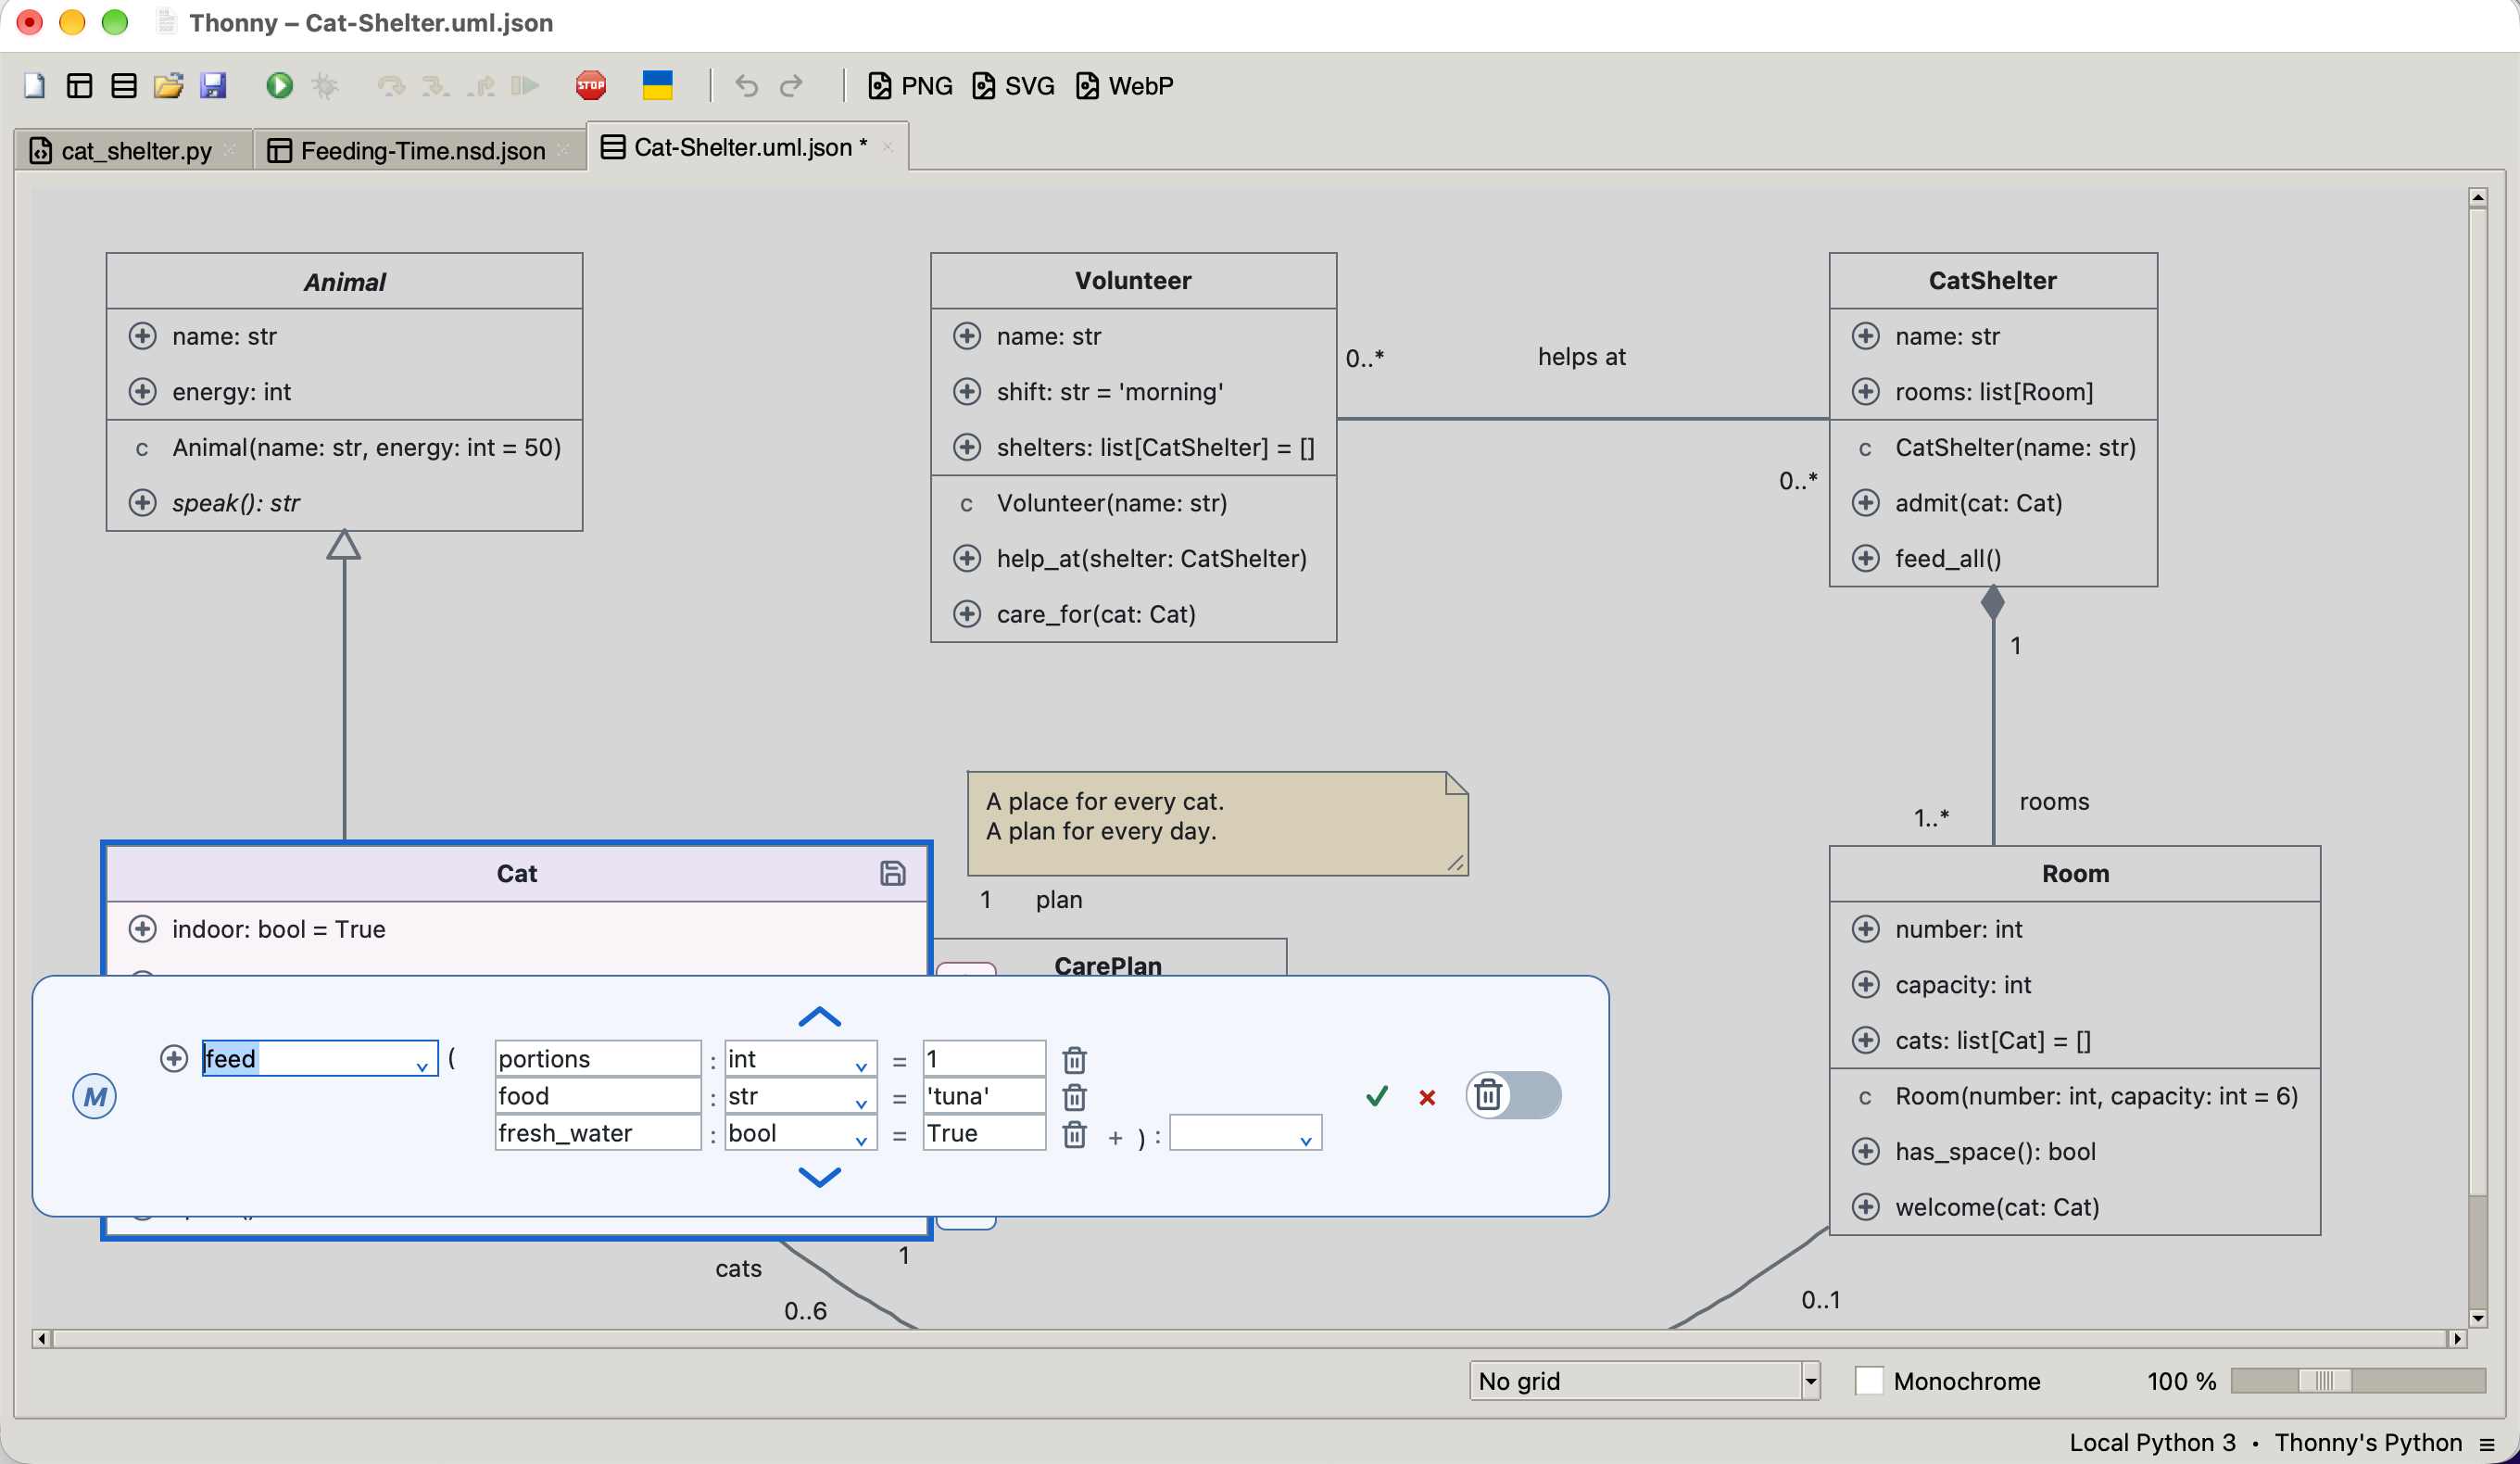 Thonny – Cat-Shelter.uml.json
STOP
PNG SVG WebP
cat_shelter.py
Feeding-Time.nsd.json
Cat-Shelter.uml.json *
Animal
name: str
energy: int
c Animal(name: str, energy: int = 50)
speak(): str
Volunteer
name: str
shift: str = 'morning'
shelters: list[CatShelter] = []
c Volunteer(name: str)
help_at(shelter: CatShelter)
care_for(cat: Cat)
0..*
helps at
0..*
CatShelter
name: str
rooms: list[Room]
c CatShelter(name: str)
admit(cat: Cat)
feed_all()
1
rooms
1..*
A place for every cat.
A plan for every day.
1 plan
Cat
indoor: bool = True
CarePlan
Room
number: int
capacity: int
cats: list[Cat] = []
c Room(number: int, capacity: int = 6)
has_space(): bool
welcome(cat: Cat)
M
feed (
portions : int = 1
food : str = 'tuna'
fresh_water : bool = True + ) :
1
cats
0..6
0..1
No grid
Monochrome
100 %
Local Python 3 • Thonny's Python ≡